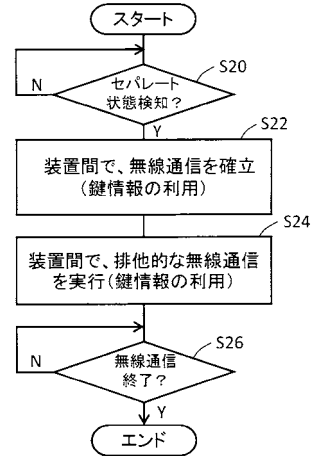 スタート
S20
N
セパレート
状態検知?
Y
S22
装置間で、無線通信を確立
(鍵情報の利用)
S24
装置間で、排他的な無線通信
を実行(鍵情報の利用)
S26
N
無線通信
終了?
Y
エンド